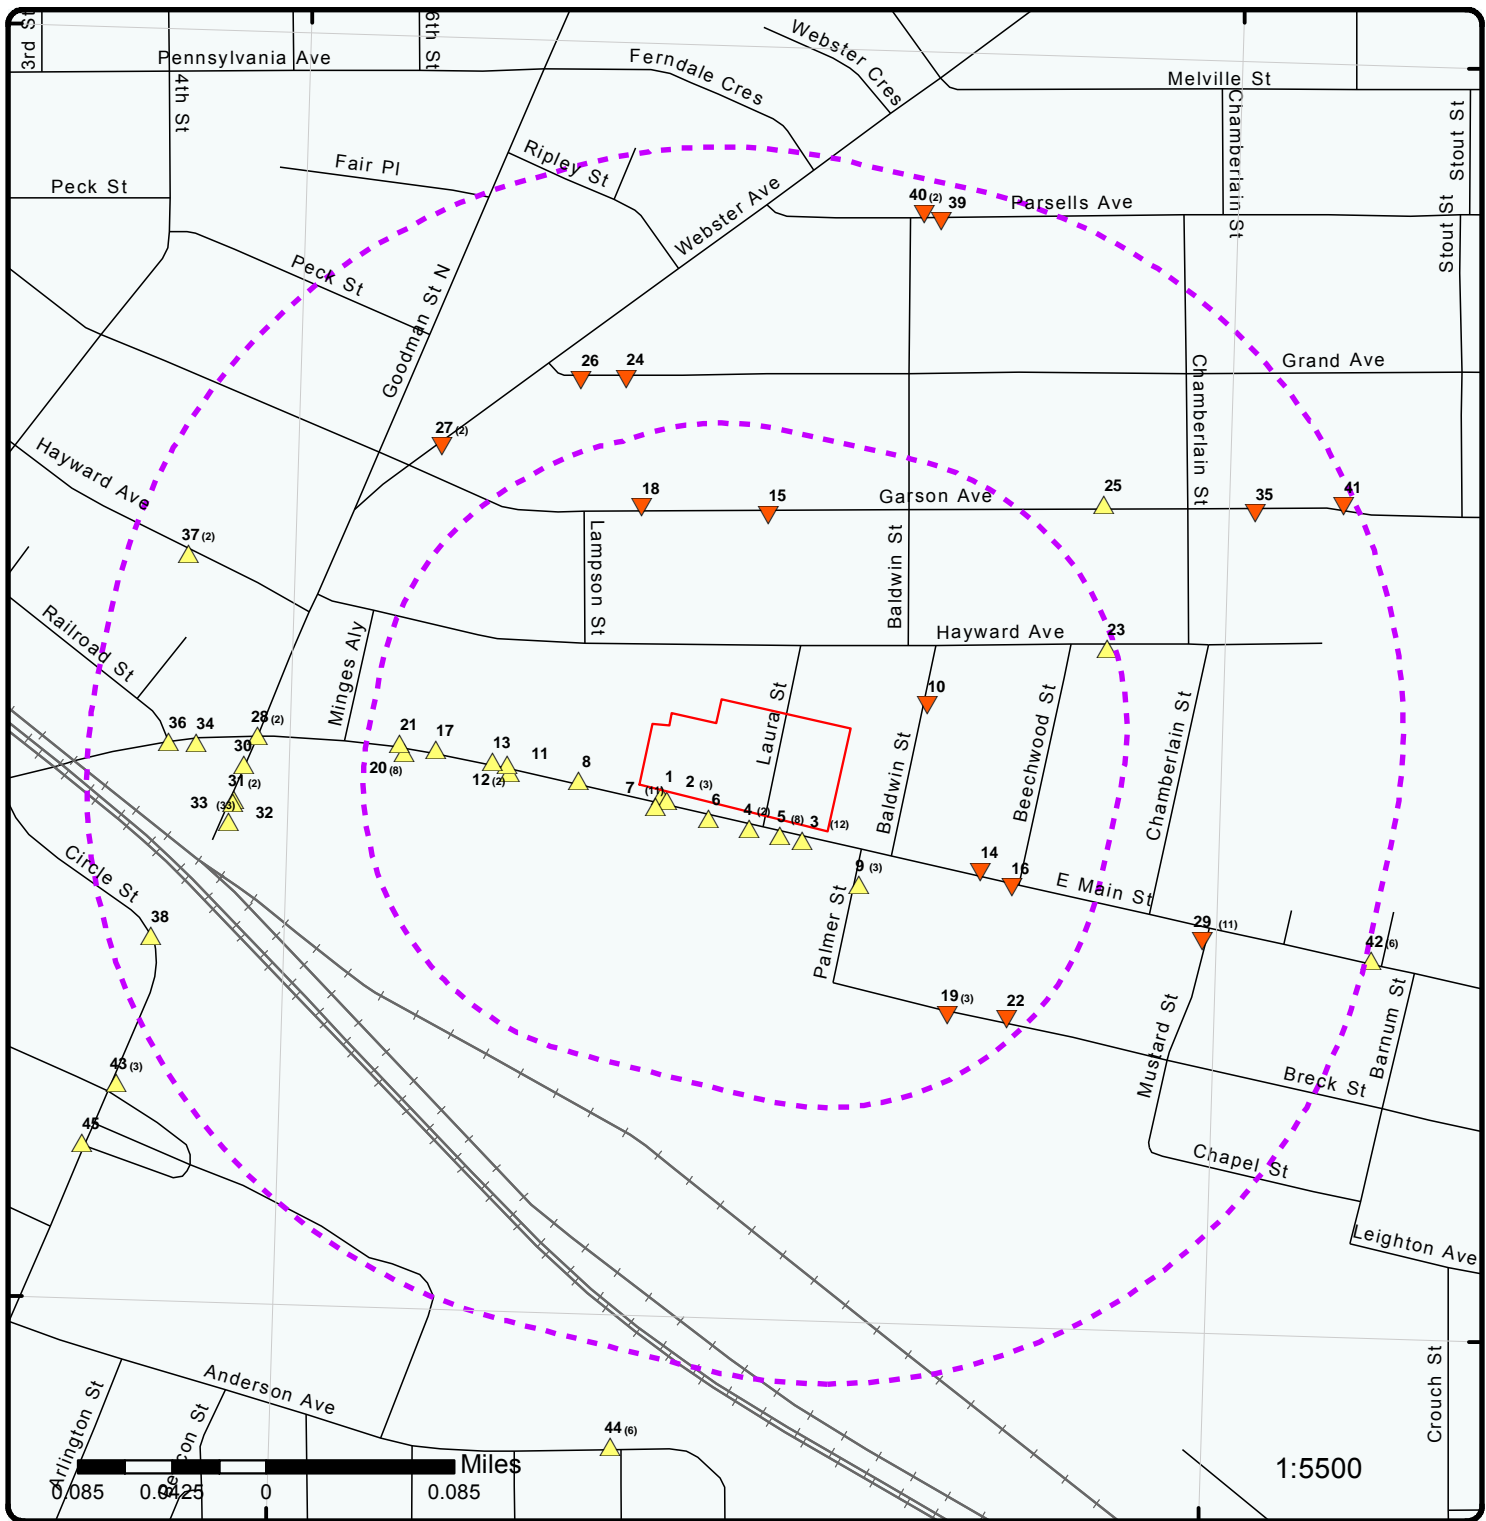 3rd St
6th St
Webster Cres
Pennsylvania Ave
Ferndale Cres
Melville St
4th St
Chamberlain St
Stout St
Fair Pl
Ripley St
Peck St
Webster Ave
40 (2)
39
Parsells Ave
Stout St
Peck St
Goodman St N
26
24
Chamberlain St
Grand Ave
27 (2)
Hayward Ave
18
15
Garson Ave
25
35
41
37 (2)
Lampson St
Baldwin St
Railroad St
Minges Aly
Hayward Ave
23
36
34
28 (2)
30
31 (2)
33 (33)
32
21
20 (8)
17
13
12 (2)
11
8
7 (11)
1
2 (3)
6
4 (2)
5 (8)
3 (12)
Laura St
10
Baldwin St
Beechwood St
Chamberlain St
Circle St
9 (3)
14
16
E Main St
38
Palmer St
29 (11)
42 (6)
19 (3)
22
Mustard St
Barnum St
43 (3)
Breck St
45
Chapel St
Leighton Ave
Anderson Ave
Crouch St
Arlington St
44 (6)
Miles
1:5500
0.085
0.0425
0
0.085